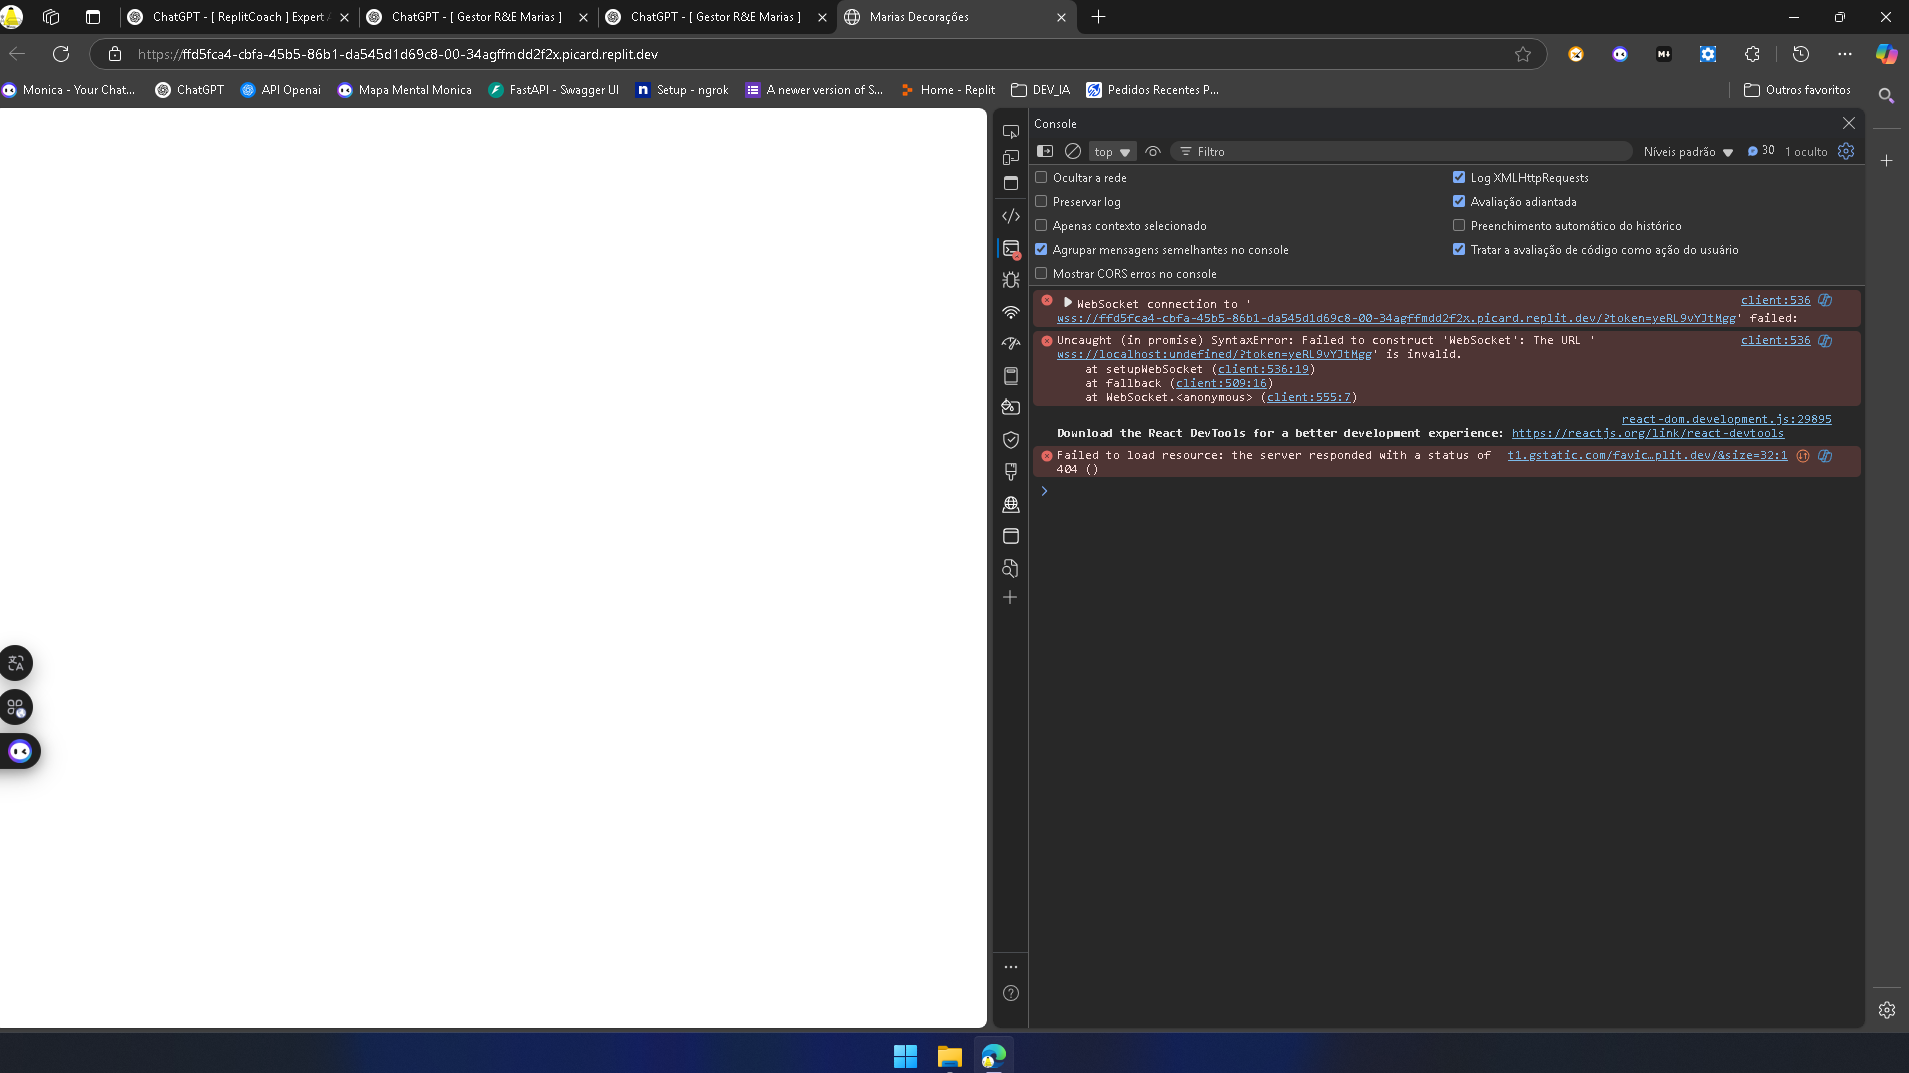 ChatGPT - [ ReplitCoach ] Expert
ChatGPT - [ Gestor R&E Marias ]
ChatGPT - [ Gestor R&E Marias ]
Marias Decorações
https://ffd5fca4-cbfa-45b5-86b1-da545d1d69c8-00-34agffmdd2f2x.picard.replit.dev
Monica - Your Chat...
ChatGPT
API Openai
Mapa Mental Monica
FastAPI - Swagger UI
Setup - ngrok
A newer version of S...
Home - Replit
DEV_IA
Pedidos Recentes P...
Outros favoritos
Console
top
Filtro
Níveis padrão
30
1 oculto
Ocultar a rede
Log XMLHttpRequests
Preservar log
Avaliação adiantada
Apenas contexto selecionado
Preenchimento automático do histórico
Agrupar mensagens semelhantes no console
Tratar a avaliação de código como ação do usuário
Mostrar CORS erros no console
WebSocket connection to '
client:536
wss://ffd5fca4-cbfa-45b5-86b1-da545d1d69c8-00-34agffmdd2f2x.picard.replit.dev/?token=yeRL9vYJtMgg' failed:
Uncaught (in promise) SyntaxError: Failed to construct 'WebSocket': The URL '
client:536
wss://localhost:undefined/?token=yeRL9vYJtMgg' is invalid.
at setupWebSocket (client:536:19)
at fallback (client:509:16)
at WebSocket.<anonymous> (client:555:7)
react-dom.development.js:29895
Download the React DevTools for a better development experience: https://reactjs.org/link/react-devtools
Failed to load resource: the server responded with a status of
t1.gstatic.com/favic…plit.dev/&size=32:1
404 ()